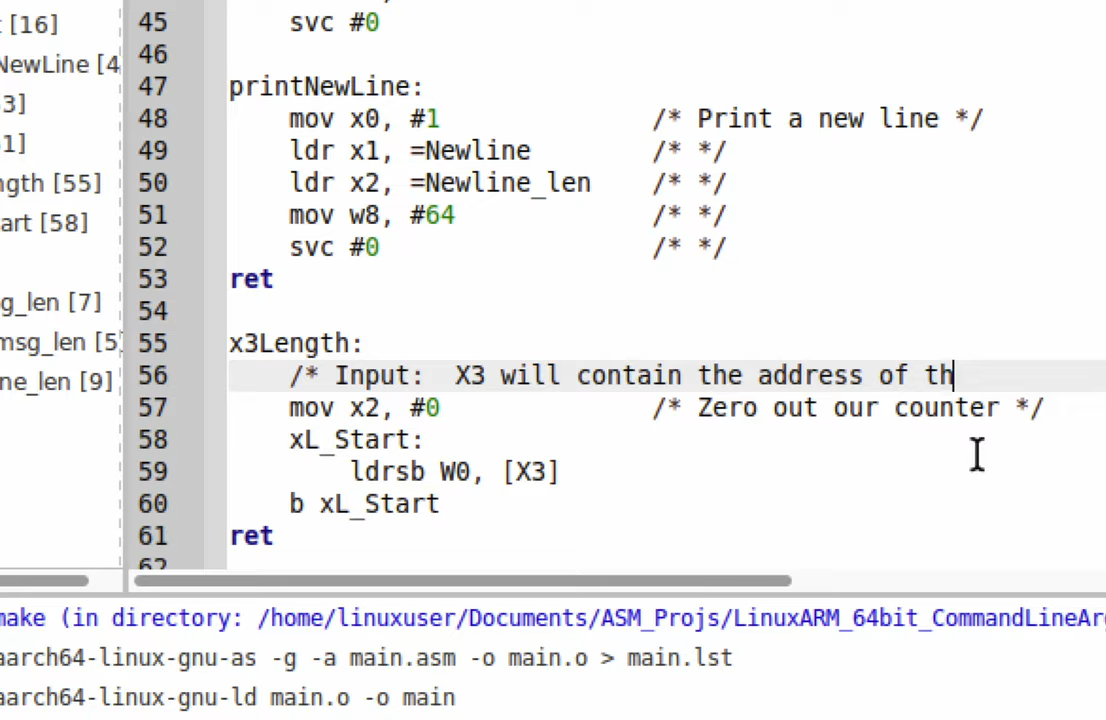 t [16]
NewLine [4
3]
1]
ngth [55]
art [58]
g_len [7]
msg_len [5]
ne_len [9]
45 svc #0
46
47 printNewLine:
48 mov x0, #1 /* Print a new line */
49 ldr x1, =Newline /* */
50 ldr x2, =Newline_len /* */
51 mov w8, #64 /* */
52 svc #0 /* */
53 ret
54
55 x3Length:
56 /* Input:  X3 will contain the address of th
57 mov x2, #0 /* Zero out our counter */
58 xL_Start:
59 ldrsb W0, [X3]
60 b xL_Start
61 ret
62
make (in directory: /home/linuxuser/Documents/ASM_Projs/LinuxARM_64bit_CommandLineArg
aarch64-linux-gnu-as -g -a main.asm -o main.o > main.lst
aarch64-linux-gnu-ld main.o -o main